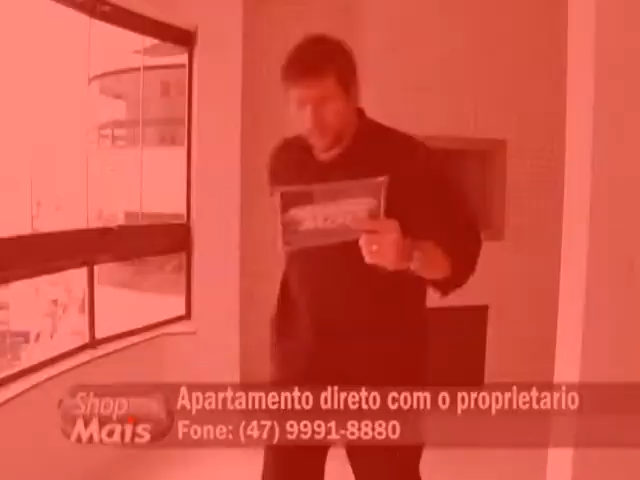 Shop
Mais
Apartamento direto com o proprietario
Fone: (47) 9991-8880